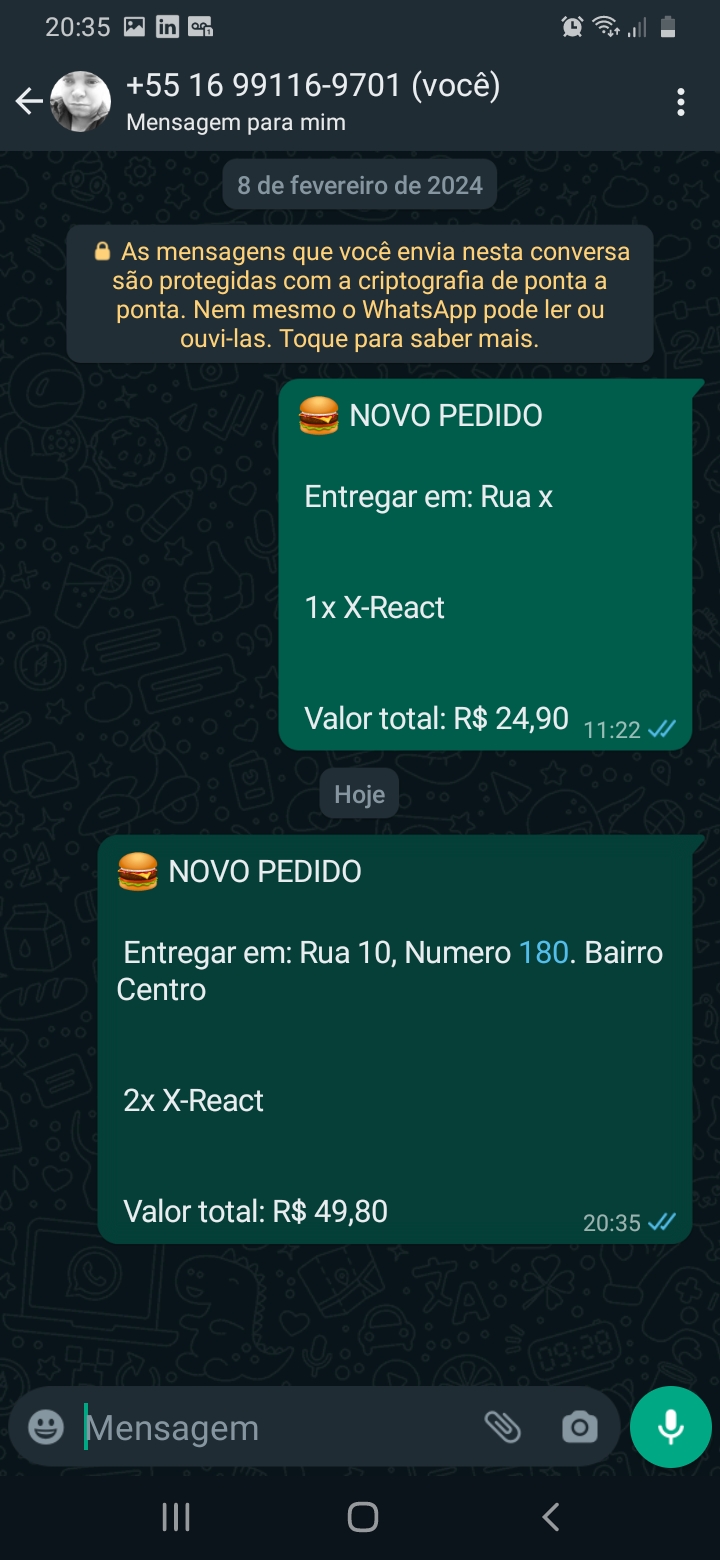 20:35
+55 16 99116-9701 (você)
Mensagem para mim
8 de fevereiro de 2024
As mensagens que você envia nesta conversa
são protegidas com a criptografia de ponta a
ponta. Nem mesmo o WhatsApp pode ler ou
ouvi-las. Toque para saber mais.
NOVO PEDIDO
Entregar em: Rua x
1x X-React
Valor total: R$ 24,90 11:22
Hoje
NOVO PEDIDO
Entregar em: Rua 10, Numero 180. Bairro
Centro
2x X-React
Valor total: R$ 49,80 20:35
Mensagem